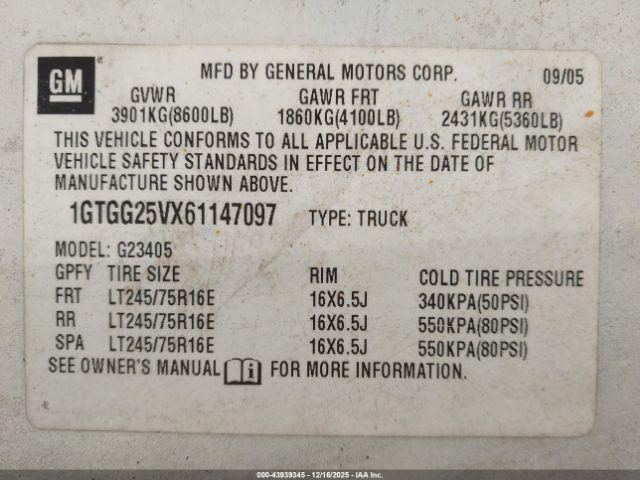 GM
MFD BY GENERAL MOTORS CORP. 09/05
GVWR GAWR FRT GAWR RR
3901KG(8600LB) 1860KG(4100LB) 2431KG(5360LB)
THIS VEHICLE CONFORMS TO ALL APPLICABLE U.S. FEDERAL MOTOR
VEHICLE SAFETY STANDARDS IN EFFECT ON THE DATE OF
MANUFACTURE SHOWN ABOVE.
1GTGG25VX61147097 TYPE: TRUCK
MODEL: G23405
GPFY TIRE SIZE RIM COLD TIRE PRESSURE
FRT LT245/75R16E 16X6.5J 340KPA(50PSI)
RR LT245/75R16E 16X6.5J 550KPA(80PSI)
SPA LT245/75R16E 16X6.5J 550KPA(80PSI)
SEE OWNER'S MANUAL FOR MORE INFORMATION.
000-43939345 - 12/16/2025 - IAA Inc.